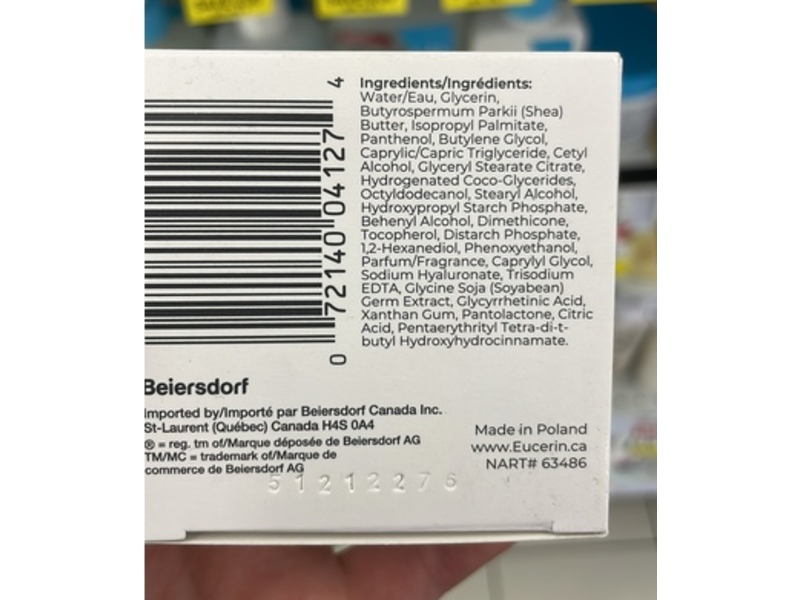 0 72140 04127 4
Ingredients/Ingrédients:
Water/Eau, Glycerin,
Butyrospermum Parkii (Shea)
Butter, Isopropyl Palmitate,
Panthenol, Butylene Glycol,
Caprylic/Capric Triglyceride, Cetyl
Alcohol, Glyceryl Stearate Citrate,
Hydrogenated Coco-Glycerides,
Octyldodecanol, Stearyl Alcohol,
Hydroxypropyl Starch Phosphate,
Behenyl Alcohol, Dimethicone,
Tocopherol, Distarch Phosphate,
1,2-Hexanediol, Phenoxyethanol,
Parfum/Fragrance, Caprylyl Glycol,
Sodium Hyaluronate, Trisodium
EDTA, Glycine Soja (Soyabean)
Germ Extract, Glycyrrhetinic Acid,
Xanthan Gum, Pantolactone, Citric
Acid, Pentaerythrityl Tetra-di-t-
butyl Hydroxyhydrocinnamate.
Beiersdorf
Imported by/Importé par Beiersdorf Canada Inc.
St-Laurent (Québec) Canada H4S 0A4
® = reg. tm of/Marque déposée de Beiersdorf AG
TM/MC = trademark of/Marque de
commerce de Beiersdorf AG
Made in Poland
www.Eucerin.ca
NART# 63486